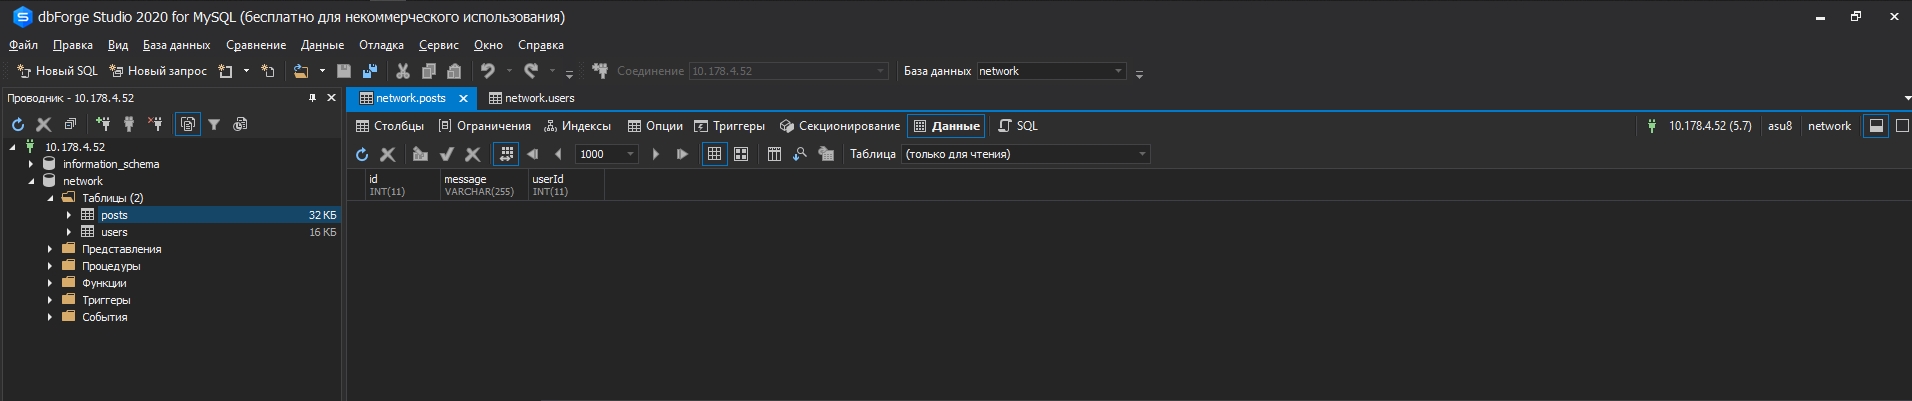 dbForge Studio 2020 for MySQL (бесплатно для некоммерческого использования)
Файл Правка Вид База данных Сравнение Данные Отладка Сервис Окно Справка
Новый SQL Новый запрос Соединение 10.178.4.52 База данных network
Проводник - 10.178.4.52
network.posts network.users
Столбцы Ограничения Индексы Опции Триггеры Секционирование Данные SQL 10.178.4.52 (5.7) asu8 network
1000 Таблица (только для чтения)
10.178.4.52
information_schema
network
Таблицы (2)
posts 32 КБ
users 16 КБ
Представления
Процедуры
Функции
Триггеры
События
id message userId
INT(11) VARCHAR(255) INT(11)